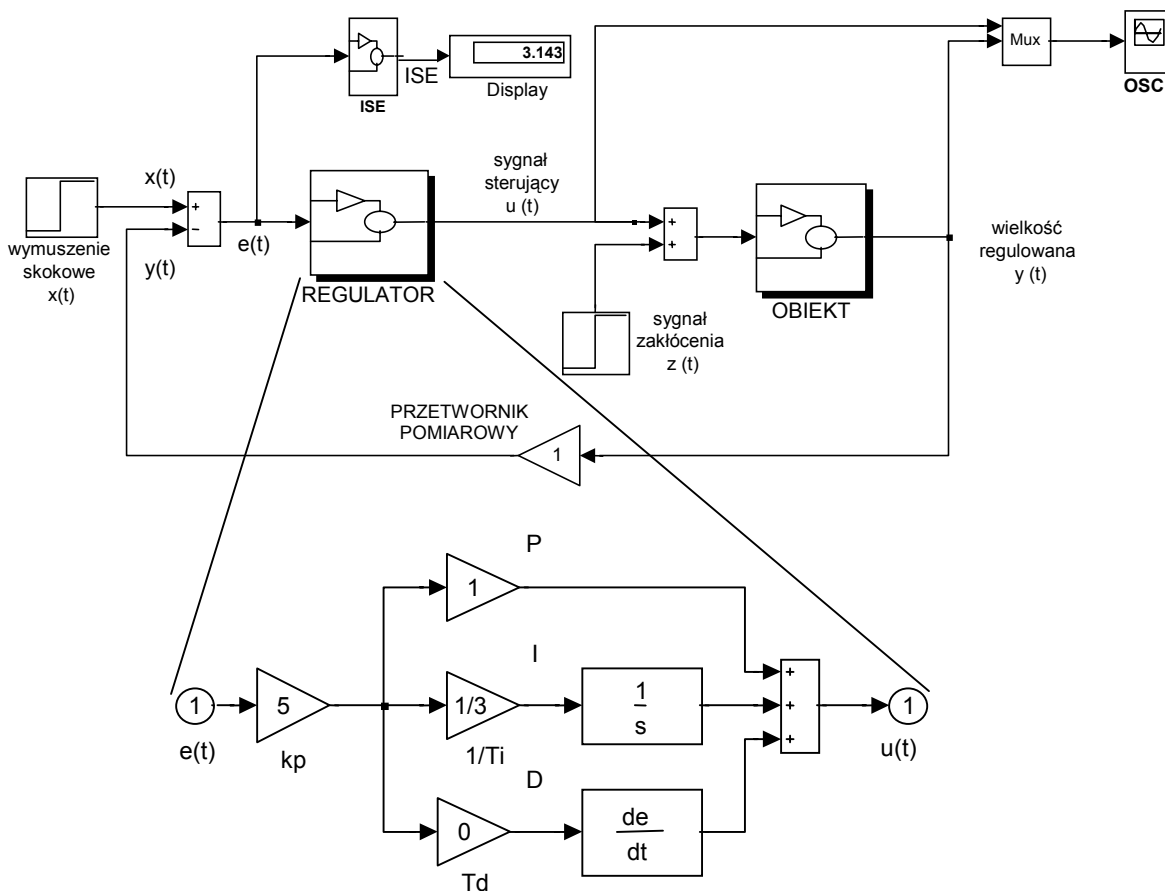 3.143
ISE
Display
ISE
Mux
OSC
x(t)
+
−
y(t)
e(t)
wymuszenie
skokowe
x(t)
REGULATOR
sygnał
sterujący
u (t)
+
+
OBIEKT
wielkość
regulowana
y (t)
sygnał
zakłócenia
z (t)
PRZETWORNIK
POMIAROWY
1
P
1
I
1
e(t)
5
kp
1/3
1/Ti
1
s
+
+
+
1
u(t)
D
0
Td
de
dt